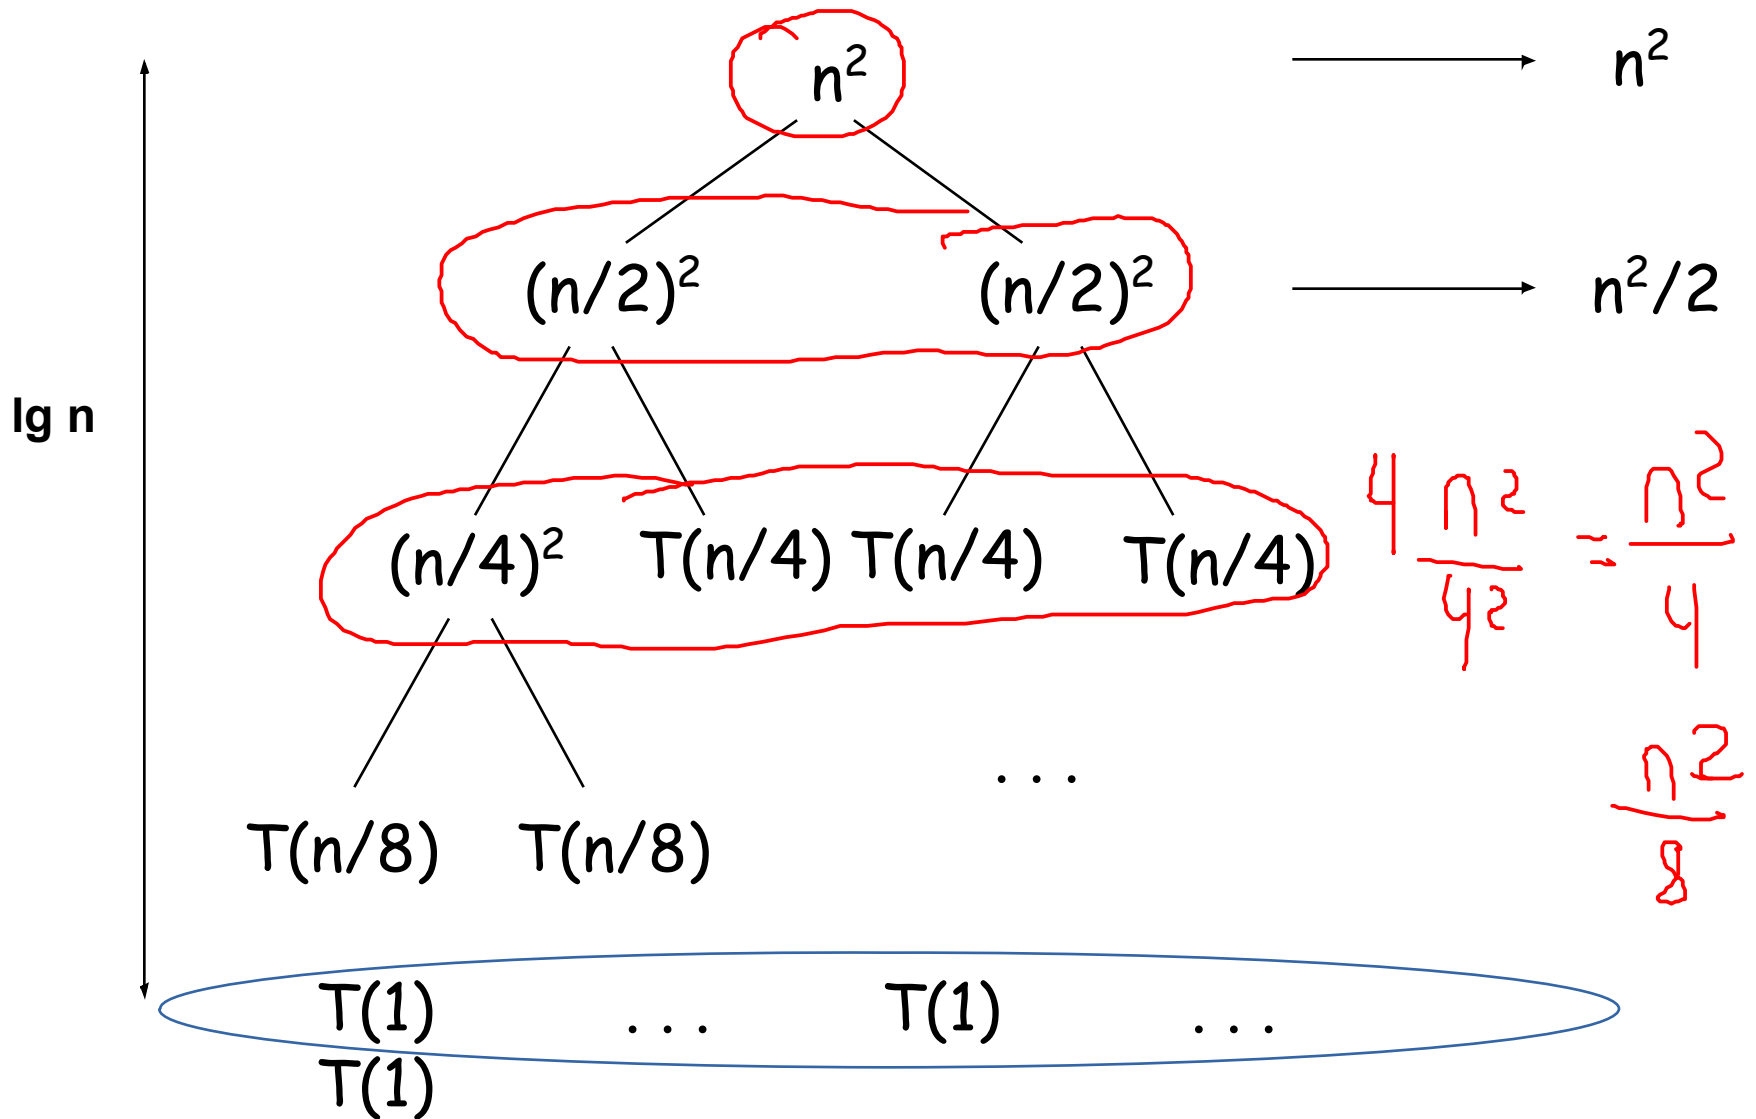 n² n²
(n/2)² (n/2)² n²/2
lg n
(n/4)² T(n/4) T(n/4) T(n/4) 4 n²/4² = n²/4
T(n/8) T(n/8) . . . n²/8
T(1) . . . T(1) . . .
T(1)